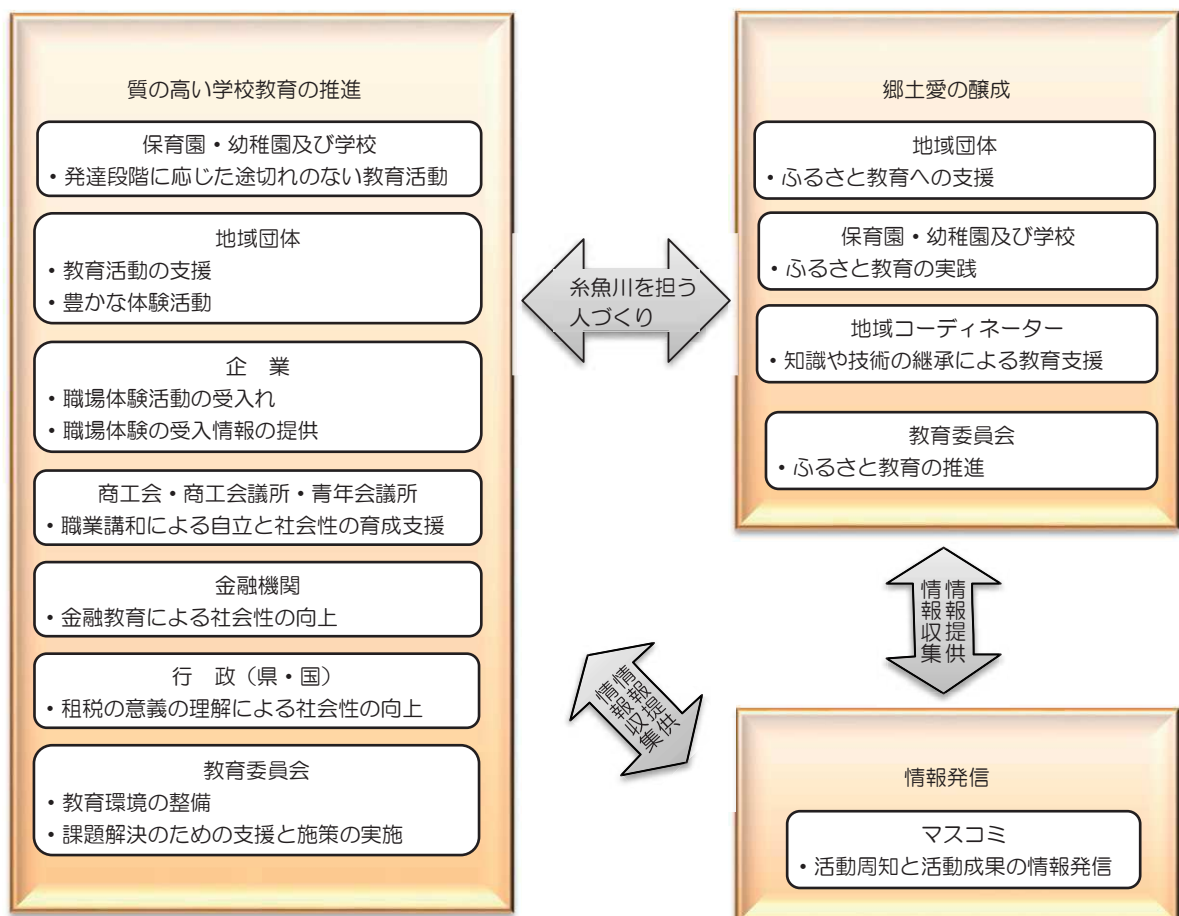 質の高い学校教育の推進
保育園・幼稚園及び学校
・発達段階に応じた途切れのない教育活動
地域団体
・教育活動の支援
・豊かな体験活動
企　業
・職場体験活動の受入れ
・職場体験の受入情報の提供
商工会・商工会議所・青年会議所
・職業講和による自立と社会性の育成支援
金融機関
・金融教育による社会性の向上
行　政（県・国）
・租税の意義の理解による社会性の向上
教育委員会
・教育環境の整備
・課題解決のための支援と施策の実施
糸魚川を担う
人づくり
郷土愛の醸成
地域団体
・ふるさと教育への支援
保育園・幼稚園及び学校
・ふるさと教育の実践
地域コーディネーター
・知識や技術の継承による教育支援
教育委員会
・ふるさと教育の推進
情報提供
情報収集
情報提供
情報収集
情報発信
マスコミ
・活動周知と活動成果の情報発信